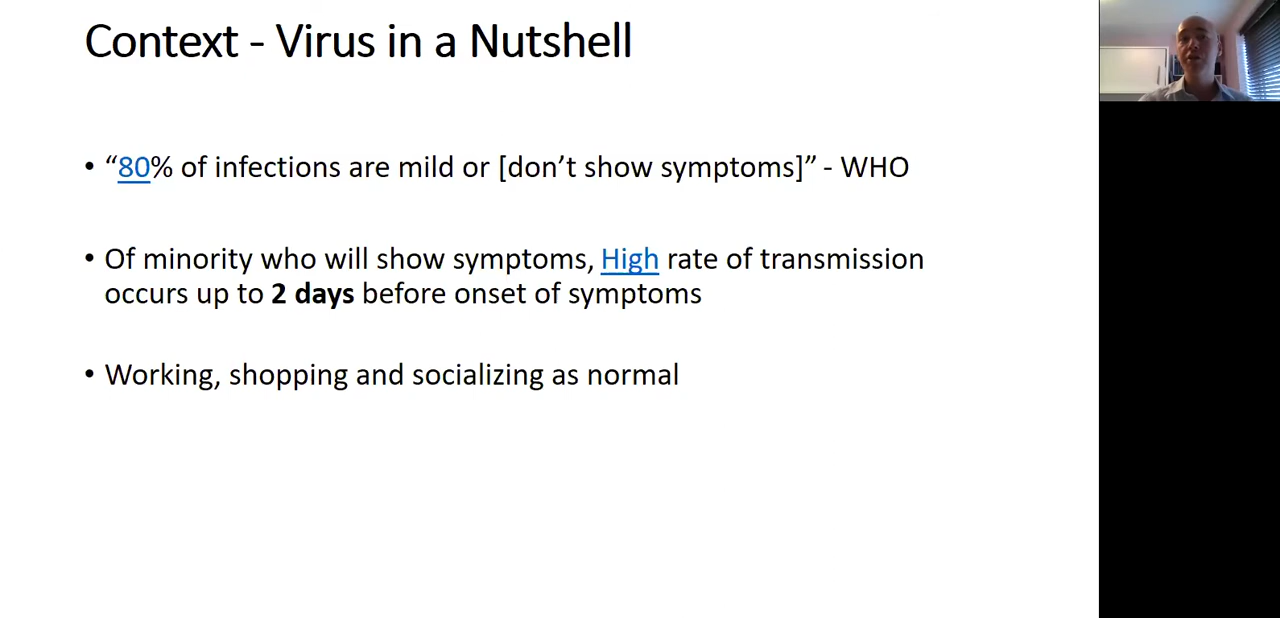 Context - Virus in a Nutshell
• “80% of infections are mild or [don’t show symptoms]” - WHO
• Of minority who will show symptoms, High rate of transmission
occurs up to 2 days before onset of symptoms
• Working, shopping and socializing as normal